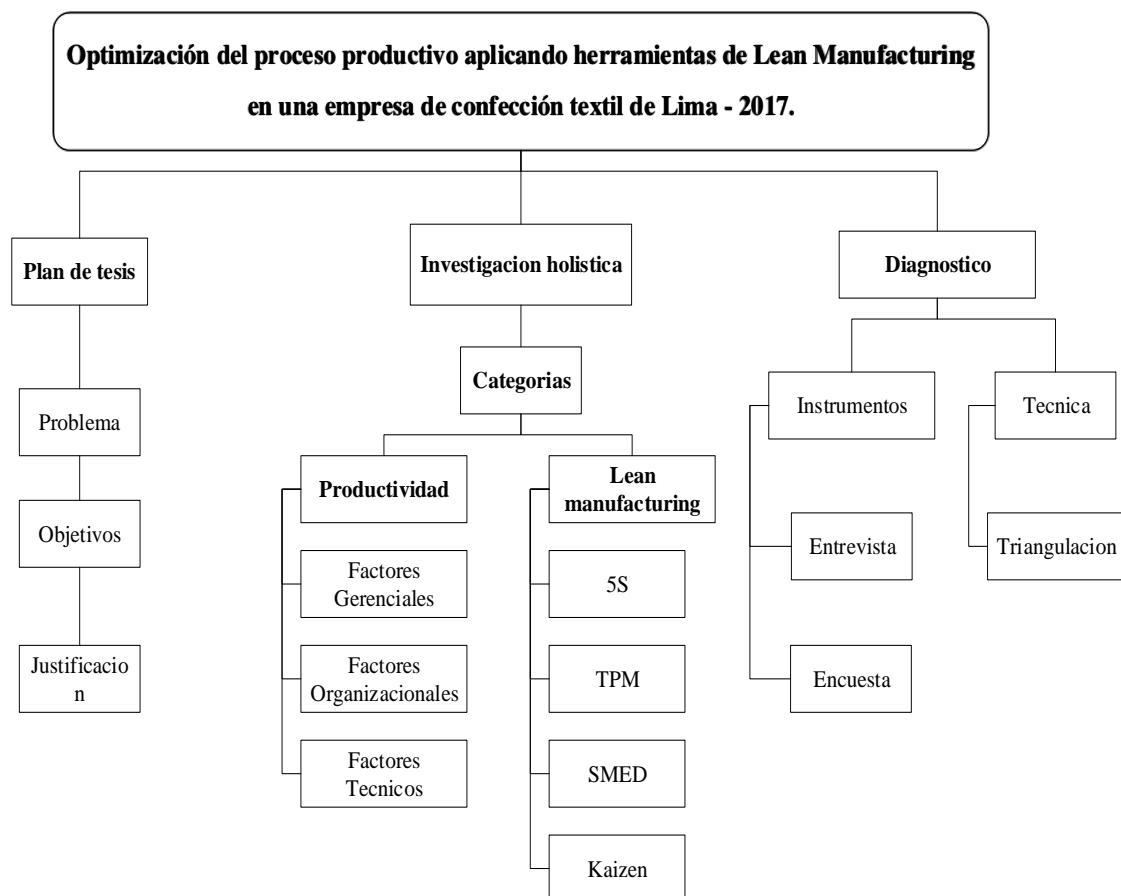 Optimización del proceso productivo aplicando herramientas de Lean Manufacturing
en una empresa de confección textil de Lima - 2017.
Plan de tesis
Investigacion holistica
Diagnostico
Categorias
Problema
Instrumentos
Tecnica
Productividad
Lean
manufacturing
Objetivos
Entrevista
Triangulacion
Factores
Gerenciales
5S
Justificacio
n
Factores
Organizacionales
TPM
Encuesta
Factores
Tecnicos
SMED
Kaizen